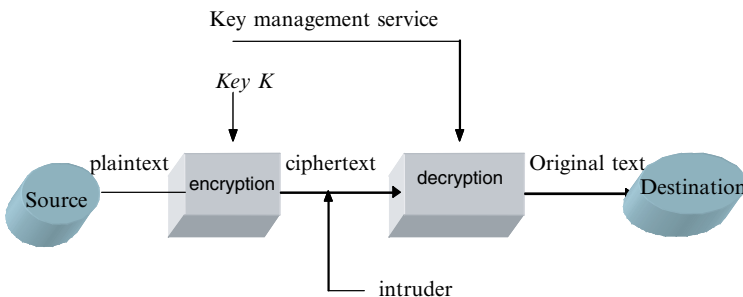 Key management service
Key K
plaintext
encryption
ciphertext
decryption
Original text
Source
Destination
intruder